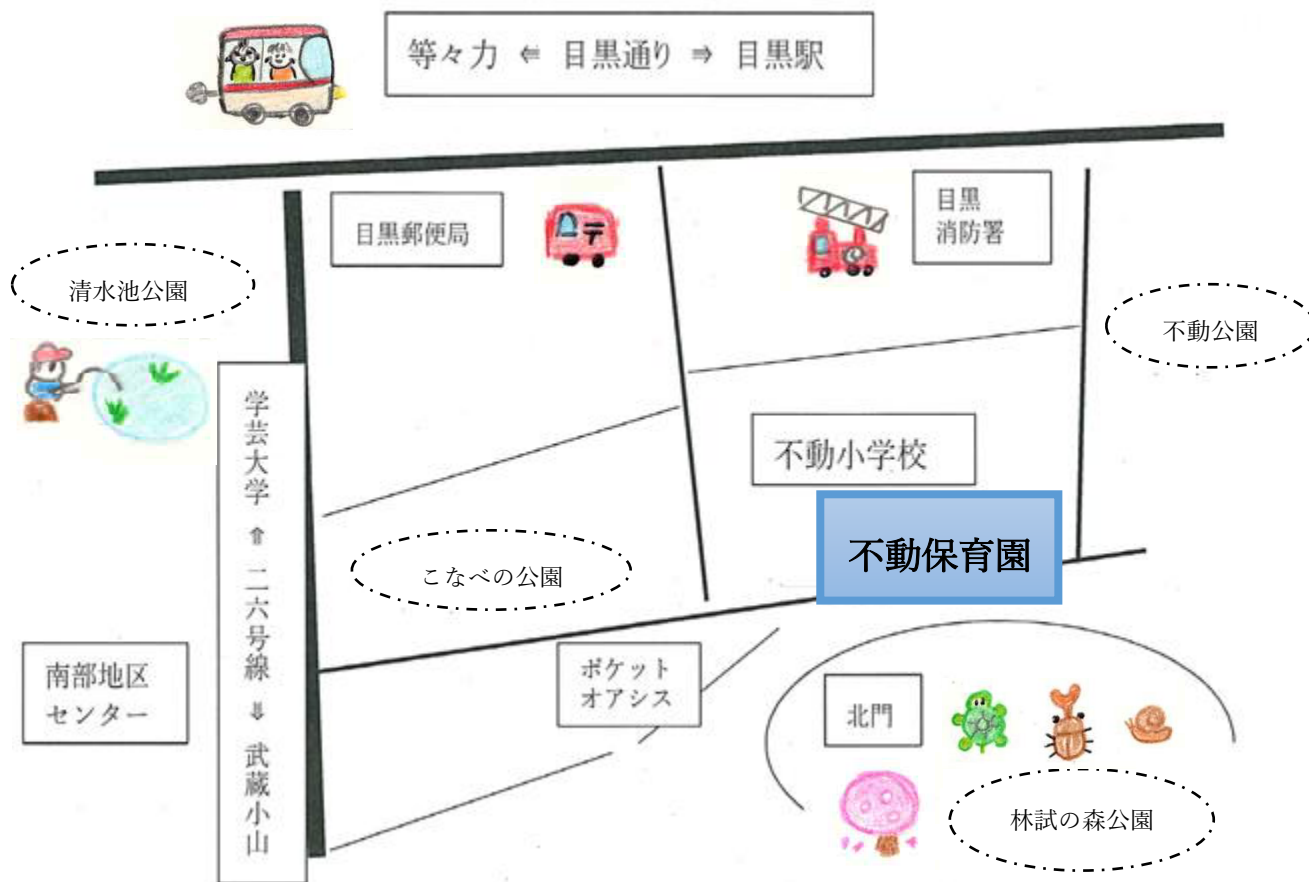 等々力 ⇐ 目黒通り ⇒ 目黒駅
目黒郵便局
〒
目黒
消防署
清水池公園
不動公園
学芸大学 ⇑ 二六号線 ⇓ 武蔵小山
不動小学校
不動保育園
こなべの公園
南部地区
センター
ポケット
オアシス
北門
林試の森公園